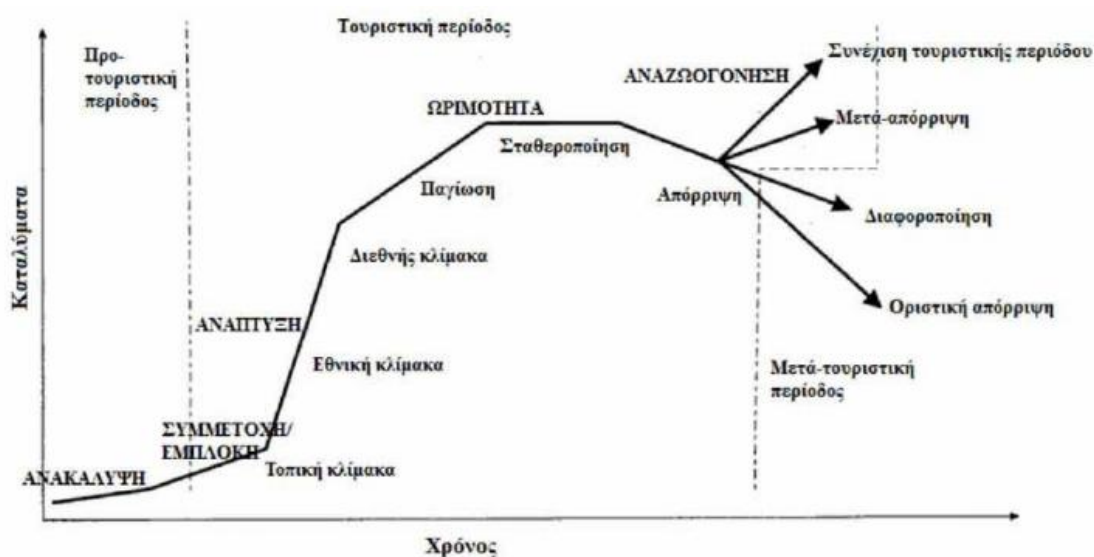 Τουριστική περίοδος
Προ-
τουριστική
περίοδος
Συνέχιση τουριστικής περιόδου
ΑΝΑΖΩΟΓΟΝΗΣΗ
ΩΡΙΜΟΤΗΤΑ
Μετά-απόρριψη
Σταθεροποίηση
Παγίωση
Απόρριψη
Διαφοροποίηση
Διεθνής κλίμακα
Καταλύματα
Οριστική απόρριψη
ΑΝΑΠΤΥΞΗ
Εθνική κλίμακα
Μετά-τουριστική
περίοδος
ΣΥΜΜΕΤΟΧΗ/
ΕΜΠΛΟΚΗ
Τοπική κλίμακα
ΑΝΑΚΑΛΥΨΗ
Χρόνος